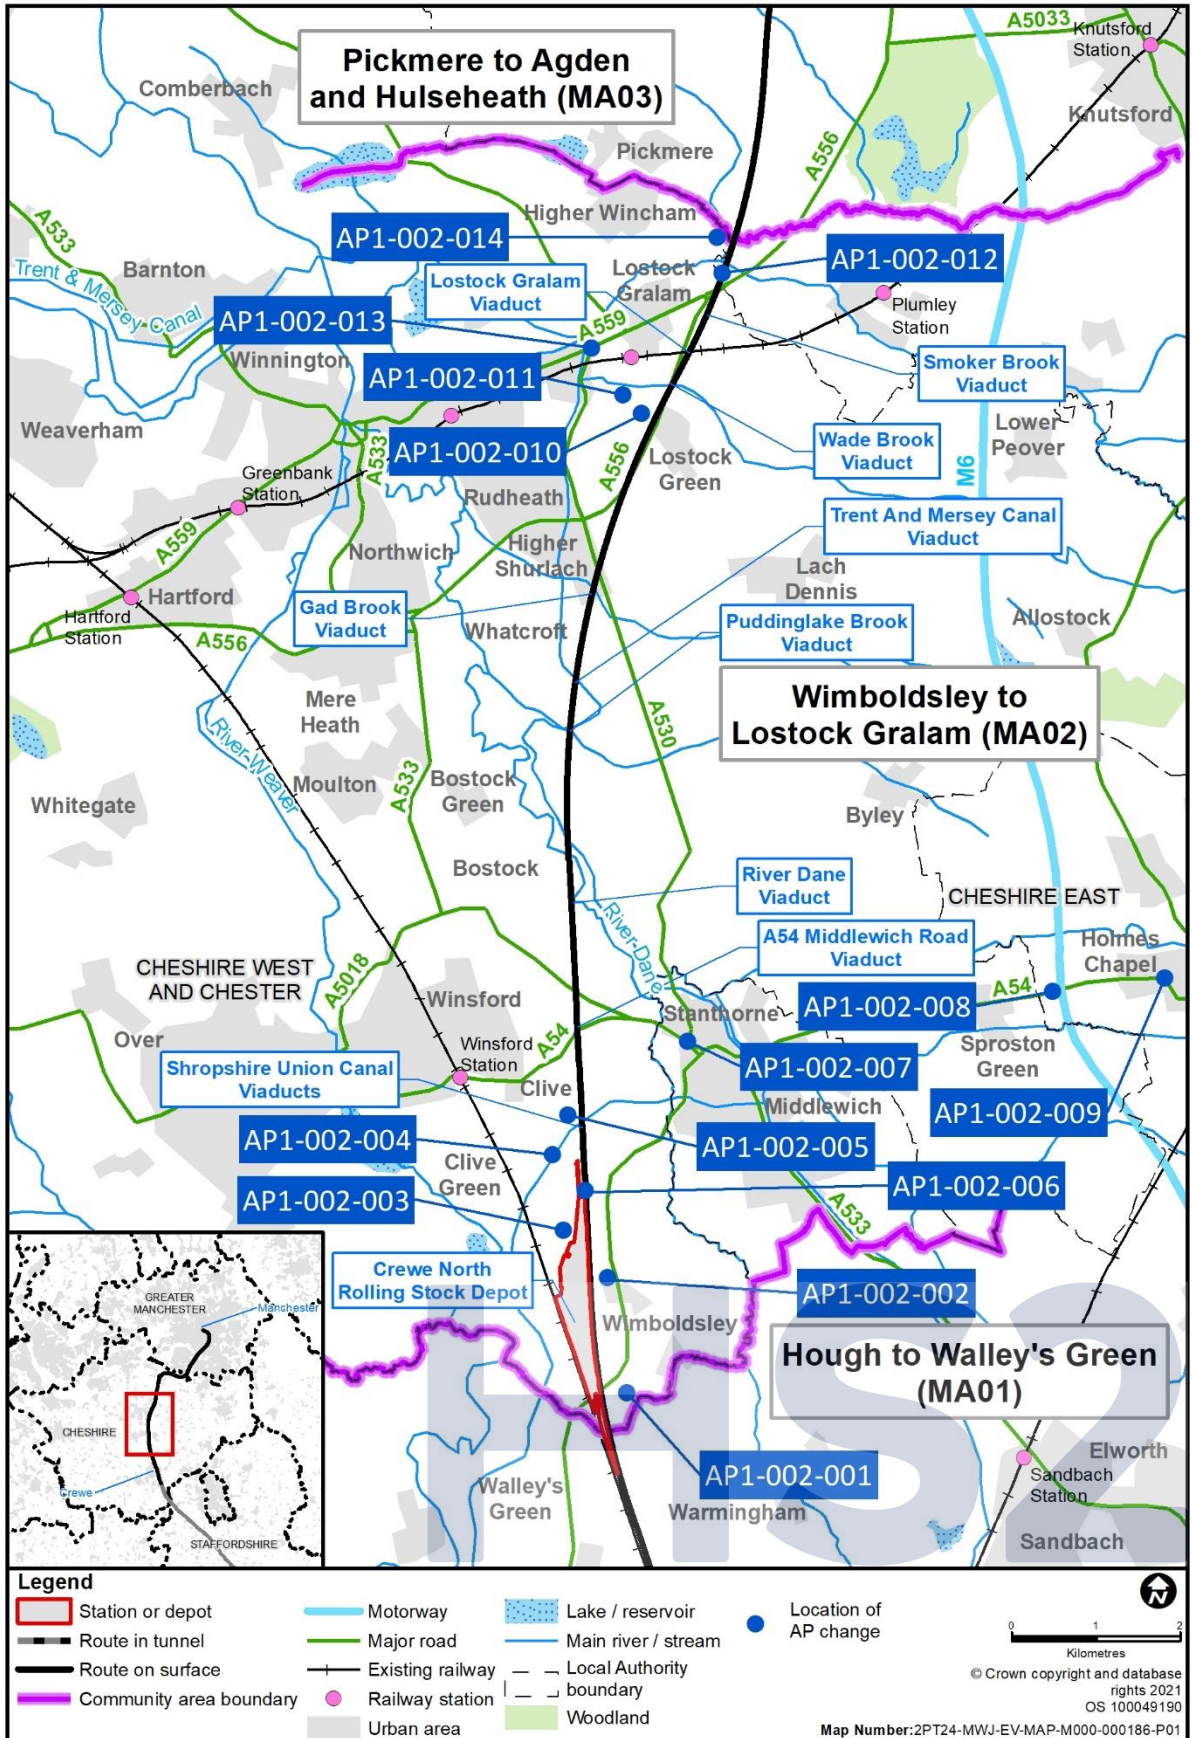 A5033
Knutsford
Station
Pickmere to Agden
and Hulseheath (MA03)
Comberbach
Knutsford
Pickmere
A556
Higher Wincham
A533
AP1-002-014
AP1-002-012
Barnton
Lostock
Gralam
Lostock Gralam
Viaduct
Trent & Mersey Canal
Plumley
Station
AP1-002-013
A559
Winnington
Smoker Brook
Viaduct
AP1-002-011
Weaverham
Lower
Peover
Wade Brook
Viaduct
A533
AP1-002-010
A556
Lostock
Green
M6
Greenbank
Station
Rudheath
Trent And Mersey Canal
Viaduct
A559
Northwich
Higher
Shurlach
Lach
Dennis
Hartford
Hartford
Station
Gad Brook
Viaduct
Whatcroft
Puddinglake Brook
Viaduct
Allostock
A556
Mere
Heath
Wimboldsley to
Lostock Gralam (MA02)
A530
River-Weaver
Moulton
A533
Bostock
Green
Whitegate
Byley
Bostock
River Dane
Viaduct
CHESHIRE EAST
River-Dane
A54 Middlewich Road
Viaduct
Holmes
Chapel
CHESHIRE WEST
AND CHESTER
A5018
Winsford
Stanthorne
AP1-002-008
A54
Over
Winsford
Station
A54
Sproston
Green
Shropshire Union Canal
Viaducts
AP1-002-007
Clive
Middlewich
AP1-002-009
AP1-002-004
AP1-002-005
Clive
Green
AP1-002-006
AP1-002-003
A533
Crewe North
Rolling Stock Depot
AP1-002-002
GREATER
MANCHESTER
Manchester
Wimboldsley
Hough to Walley's Green
(MA01)
CHESHIRE
HS2
Elworth
AP1-002-001
Sandbach
Station
Crewe
Walley's
Green
Warmingham
STAFFORDSHIRE
Sandbach
Legend
Station or depot
Route in tunnel
Route on surface
Community area boundary
Motorway
Major road
Existing railway
Railway station
Urban area
Lake / reservoir
Main river / stream
Local Authority
boundary
Woodland
Location of
AP change
N
0 1 2
Kilometres
© Crown copyright and database
rights 2021
OS 100049190
Map Number:2PT24-MWJ-EV-MAP-M000-000186-P01